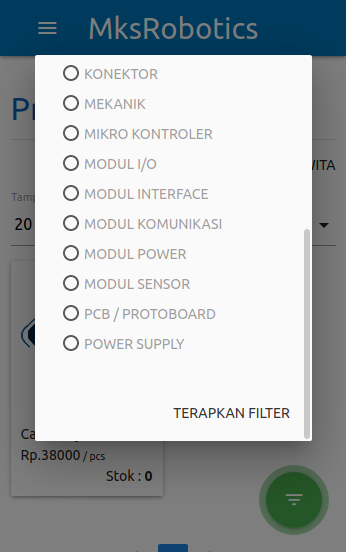 MksRobotics
KONEKTOR
MEKANIK
MIKRO KONTROLER
MODUL I/O
MODUL INTERFACE
MODUL KOMUNIKASI
MODUL POWER
MODUL SENSOR
PCB / PROTOBOARD
POWER SUPPLY
TERAPKAN FILTER
20
Rp.38000 / pcs
Stok : 0